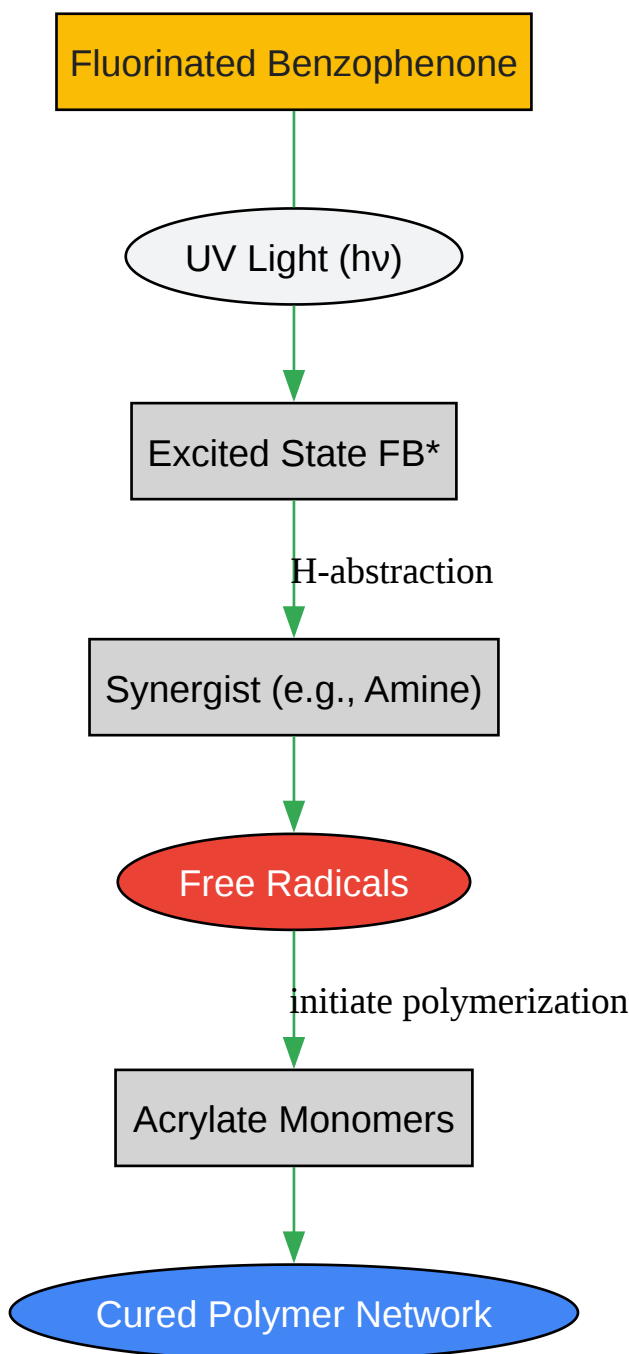 Fluorinated Benzophenone
UV Light (hν)
Excited State FB*
H-abstraction
Synergist (e.g., Amine)
Free Radicals
initiate polymerization
Acrylate Monomers
Cured Polymer Network